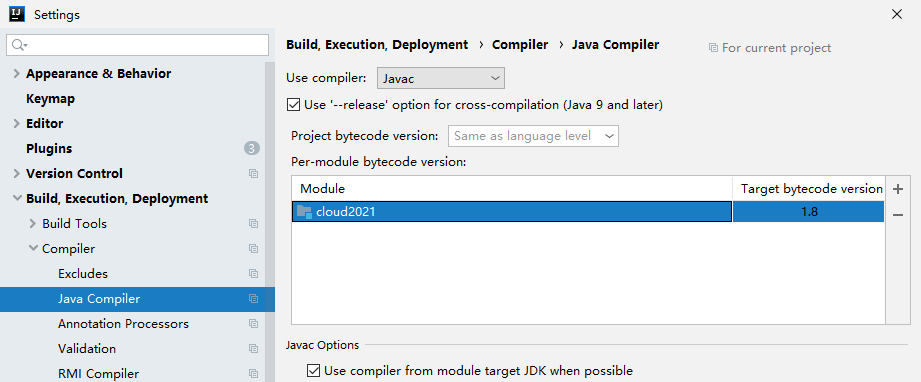 IJ
Settings
Appearance & Behavior
Keymap
Editor
Plugins
3
Version Control
Build, Execution, Deployment
Build Tools
Compiler
Excludes
Java Compiler
Annotation Processors
Validation
RMI Compiler
Build, Execution, Deployment › Compiler › Java Compiler
For current project
Use compiler: Javac
Use '--release' option for cross-compilation (Java 9 and later)
Project bytecode version: Same as language level
Per-module bytecode version:
Module Target bytecode version
cloud2021 1.8
Javac Options
Use compiler from module target JDK when possible